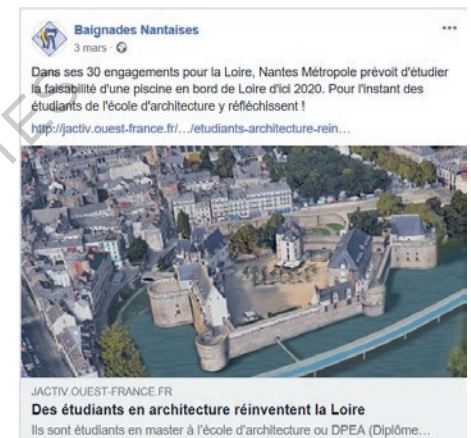 Baignades Nantaises
3 mars ·
Dans ses 30 engagements pour la Loire, Nantes Métropole prévoit d'étudier
la faisabilité d'une piscine en bord de Loire d'ici 2020. Pour l'instant des
étudiants de l'école d'architecture y réfléchissent !
http://jactiv.ouest-france.fr/.../etudiants-architecture-rein...
JACTIV.OUEST-FRANCE.FR
Des étudiants en architecture réinventent la Loire
Ils sont étudiants en master à l'école d'architecture ou DPEA (Diplôme...